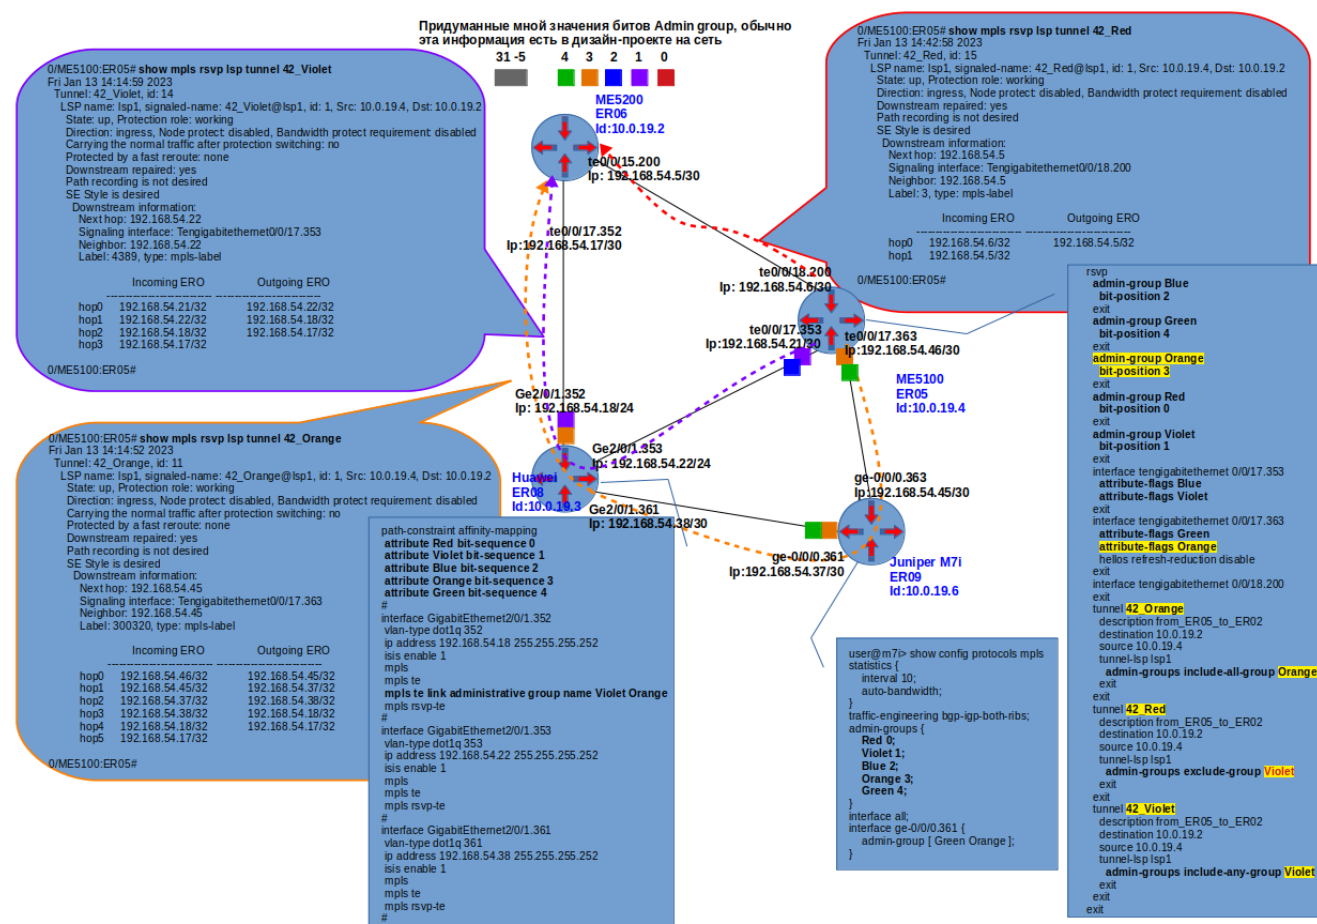 Придуманные мной значения битов Admin group, обычно
эта информация есть в дизайн-проекте на сеть
31 -5 4 3 2 1 0
0/ME5100:ER05# show mpls rsvp lsp tunnel 42_Violet
Fri Jan 13 14:14:59 2023
Tunnel: 42_Violet, id: 14
LSP name: lsp1, signaled-name: 42_Violet@lsp1, id: 1, Src: 10.0.19.4, Dst: 10.0.19.2
State: up, Protection role: working
Direction: ingress, Node protect: disabled, Bandwidth protect requirement: disabled
Carrying the normal traffic after protection switching: no
Protected by a fast reroute: none
Downstream repaired: yes
Path recording is not desired
SE Style is desired
Downstream information:
Next hop: 192.168.54.22
Signaling interface: Tengigabitethernet0/0/17.353
Neighbor: 192.168.54.22
Label: 4389, type: mpls-label
Incoming ERO Outgoing ERO
---------------------------- ----------------------------
hop0 192.168.54.21/32 192.168.54.22/32
hop1 192.168.54.22/32 192.168.54.18/32
hop2 192.168.54.18/32 192.168.54.17/32
hop3 192.168.54.17/32
0/ME5100:ER05#
0/ME5100:ER05# show mpls rsvp lsp tunnel 42_Red
Fri Jan 13 14:42:58 2023
Tunnel: 42_Red, id: 15
LSP name: lsp1, signaled-name: 42_Red@lsp1, id: 1, Src: 10.0.19.4, Dst: 10.0.19.2
State: up, Protection role: working
Direction: ingress, Node protect: disabled, Bandwidth protect requirement: disabled
Downstream repaired: yes
Path recording is not desired
SE Style is desired
Downstream information:
Next hop: 192.168.54.5
Signaling interface: Tengigabitethernet0/0/18.200
Neighbor: 192.168.54.5
Label: 3, type: mpls-label
Incoming ERO Outgoing ERO
---------------------------- ----------------------------
hop0 192.168.54.6/32 192.168.54.5/32
hop1 192.168.54.5/32
0/ME5100:ER05#
ME5200
ER06
Id:10.0.19.2
te0/0/15.200
Ip: 192.168.54.5/30
te0/0/17.352
Ip:192.168.54.17/30
te0/0/18.200
Ip: 192.168.54.6/30
te0/0/17.353
Ip:192.168.54.21/30
te0/0/17.363
Ip:192.168.54.46/30
ME5100
ER05
Id:10.0.19.4
Ge2/0/1.352
Ip: 192.168.54.18/24
Ge2/0/1.353
Ip: 192.168.54.22/24
Huawei
ER08
Id:10.0.19.3
Ge2/0/1.361
Ip: 192.168.54.38/30
ge-0/0/0.363
Ip:192.168.54.45/30
ge-0/0/0.361
Ip:192.168.54.37/30
Juniper M7i
ER09
Id:10.0.19.6
0/ME5100:ER05# show mpls rsvp lsp tunnel 42_Orange
Fri Jan 13 14:14:52 2023
Tunnel: 42_Orange, id: 11
LSP name: lsp1, signaled-name: 42_Orange@lsp1, id: 1, Src: 10.0.19.4, Dst: 10.0.19.2
State: up, Protection role: working
Direction: ingress, Node protect: disabled, Bandwidth protect requirement: disabled
Carrying the normal traffic after protection switching: no
Protected by a fast reroute: none
Downstream repaired: yes
Path recording is not desired
SE Style is desired
Downstream information:
Next hop: 192.168.54.45
Signaling interface: Tengigabitethernet0/0/17.363
Neighbor: 192.168.54.45
Label: 300320, type: mpls-label
Incoming ERO Outgoing ERO
---------------------------- ----------------------------
hop0 192.168.54.46/32 192.168.54.45/32
hop1 192.168.54.45/32 192.168.54.37/32
hop2 192.168.54.37/32 192.168.54.38/32
hop3 192.168.54.38/32 192.168.54.18/32
hop4 192.168.54.18/32 192.168.54.17/32
hop5 192.168.54.17/32
0/ME5100:ER05#
path-constraint affinity-mapping
attribute Red bit-sequence 0
attribute Violet bit-sequence 1
attribute Blue bit-sequence 2
attribute Orange bit-sequence 3
attribute Green bit-sequence 4
#
interface GigabitEthernet2/0/1.352
vlan-type dot1q 352
ip address 192.168.54.18 255.255.255.252
isis enable 1
mpls
mpls te
mpls te link administrative group name Violet Orange
mpls rsvp-te
#
interface GigabitEthernet2/0/1.353
vlan-type dot1q 353
ip address 192.168.54.22 255.255.255.252
isis enable 1
mpls
mpls te
mpls rsvp-te
#
interface GigabitEthernet2/0/1.361
vlan-type dot1q 361
ip address 192.168.54.38 255.255.255.252
isis enable 1
mpls
mpls te
mpls rsvp-te
#
user@m7i> show config protocols mpls
statistics {
interval 10;
auto-bandwidth;
}
traffic-engineering bgp-igp-both-ribs;
admin-groups {
Red 0;
Violet 1;
Blue 2;
Orange 3;
Green 4;
}
interface all;
interface ge-0/0/0.361 {
admin-group [ Green Orange ];
}
rsvp
admin-group Blue
bit-position 2
exit
admin-group Green
bit-position 4
exit
admin-group Orange
bit-position 3
exit
admin-group Red
bit-position 0
exit
admin-group Violet
bit-position 1
exit
interface tengigabitethernet 0/0/17.353
attribute-flags Blue
attribute-flags Violet
exit
interface tengigabitethernet 0/0/17.363
attribute-flags Green
attribute-flags Orange
hellos refresh-reduction disable
exit
interface tengigabitethernet 0/0/18.200
exit
tunnel 42_Orange
description from_ER05_to_ER02
destination 10.0.19.2
source 10.0.19.4
tunnel-lsp lsp1
admin-groups include-all-group Orange
exit
exit
tunnel 42_Red
description from_ER05_to_ER02
destination 10.0.19.2
source 10.0.19.4
tunnel-lsp lsp1
admin-groups exclude-group Violet
exit
exit
tunnel 42_Violet
description from_ER05_to_ER02
destination 10.0.19.2
source 10.0.19.4
tunnel-lsp lsp1
admin-groups include-any-group Violet
exit
exit
exit